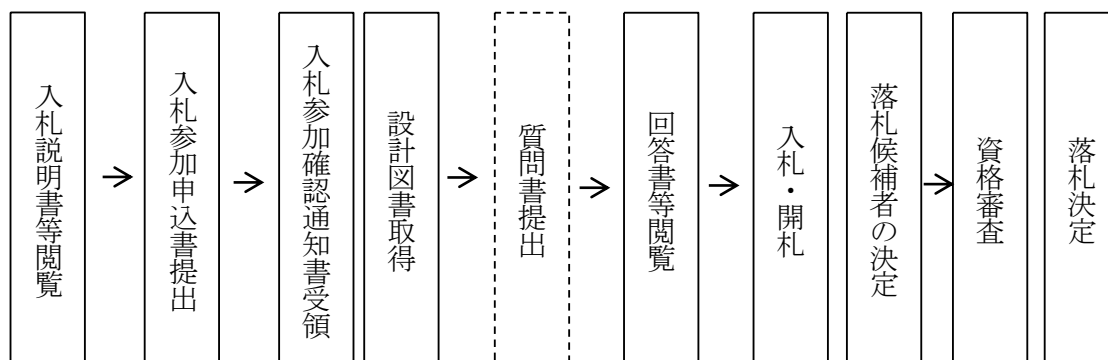 入札説明書等閲覧
入札参加申込書提出
入札参加確認通知書受領
設計図書取得
質問書提出
回答書等閲覧
入札・開札
落札候補者の決定
資格審査
落札決定